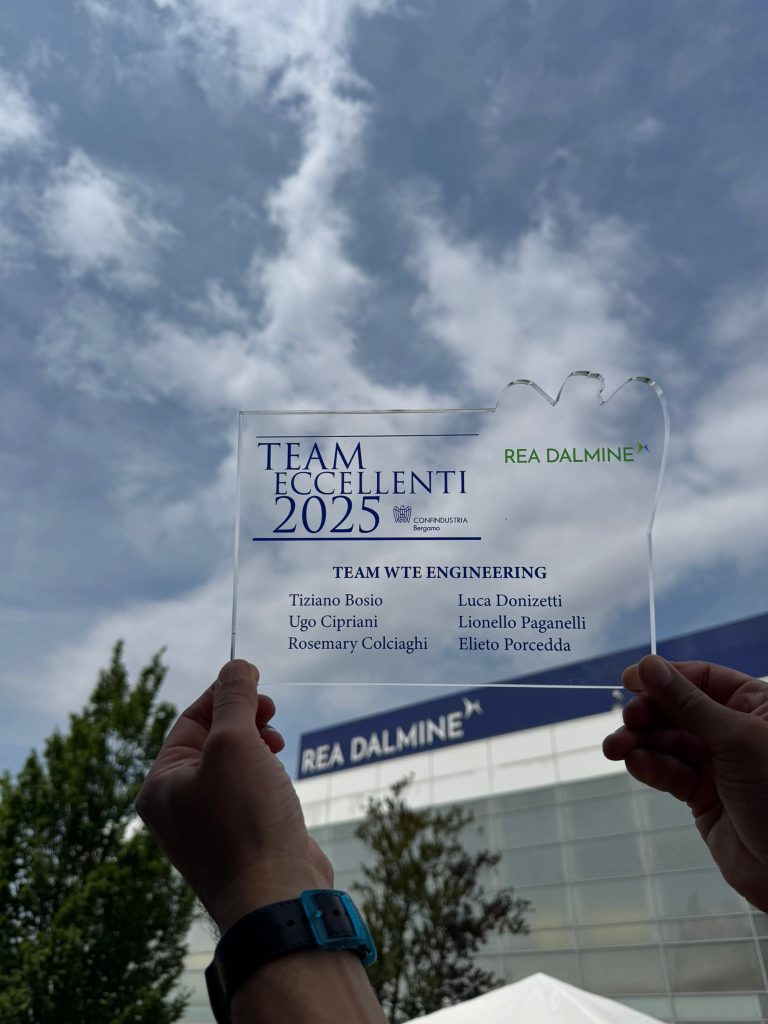 TEAM
ECCELLENTI
2025
CONFINDUSTRIA
Bergamo
REA DALMINE
TEAM WTE ENGINEERING
Tiziano Bosio
Ugo Cipriani
Rosemary Colciaghi
Luca Donizetti
Lionello Paganelli
Elieto Porcedda
REA DALMINE